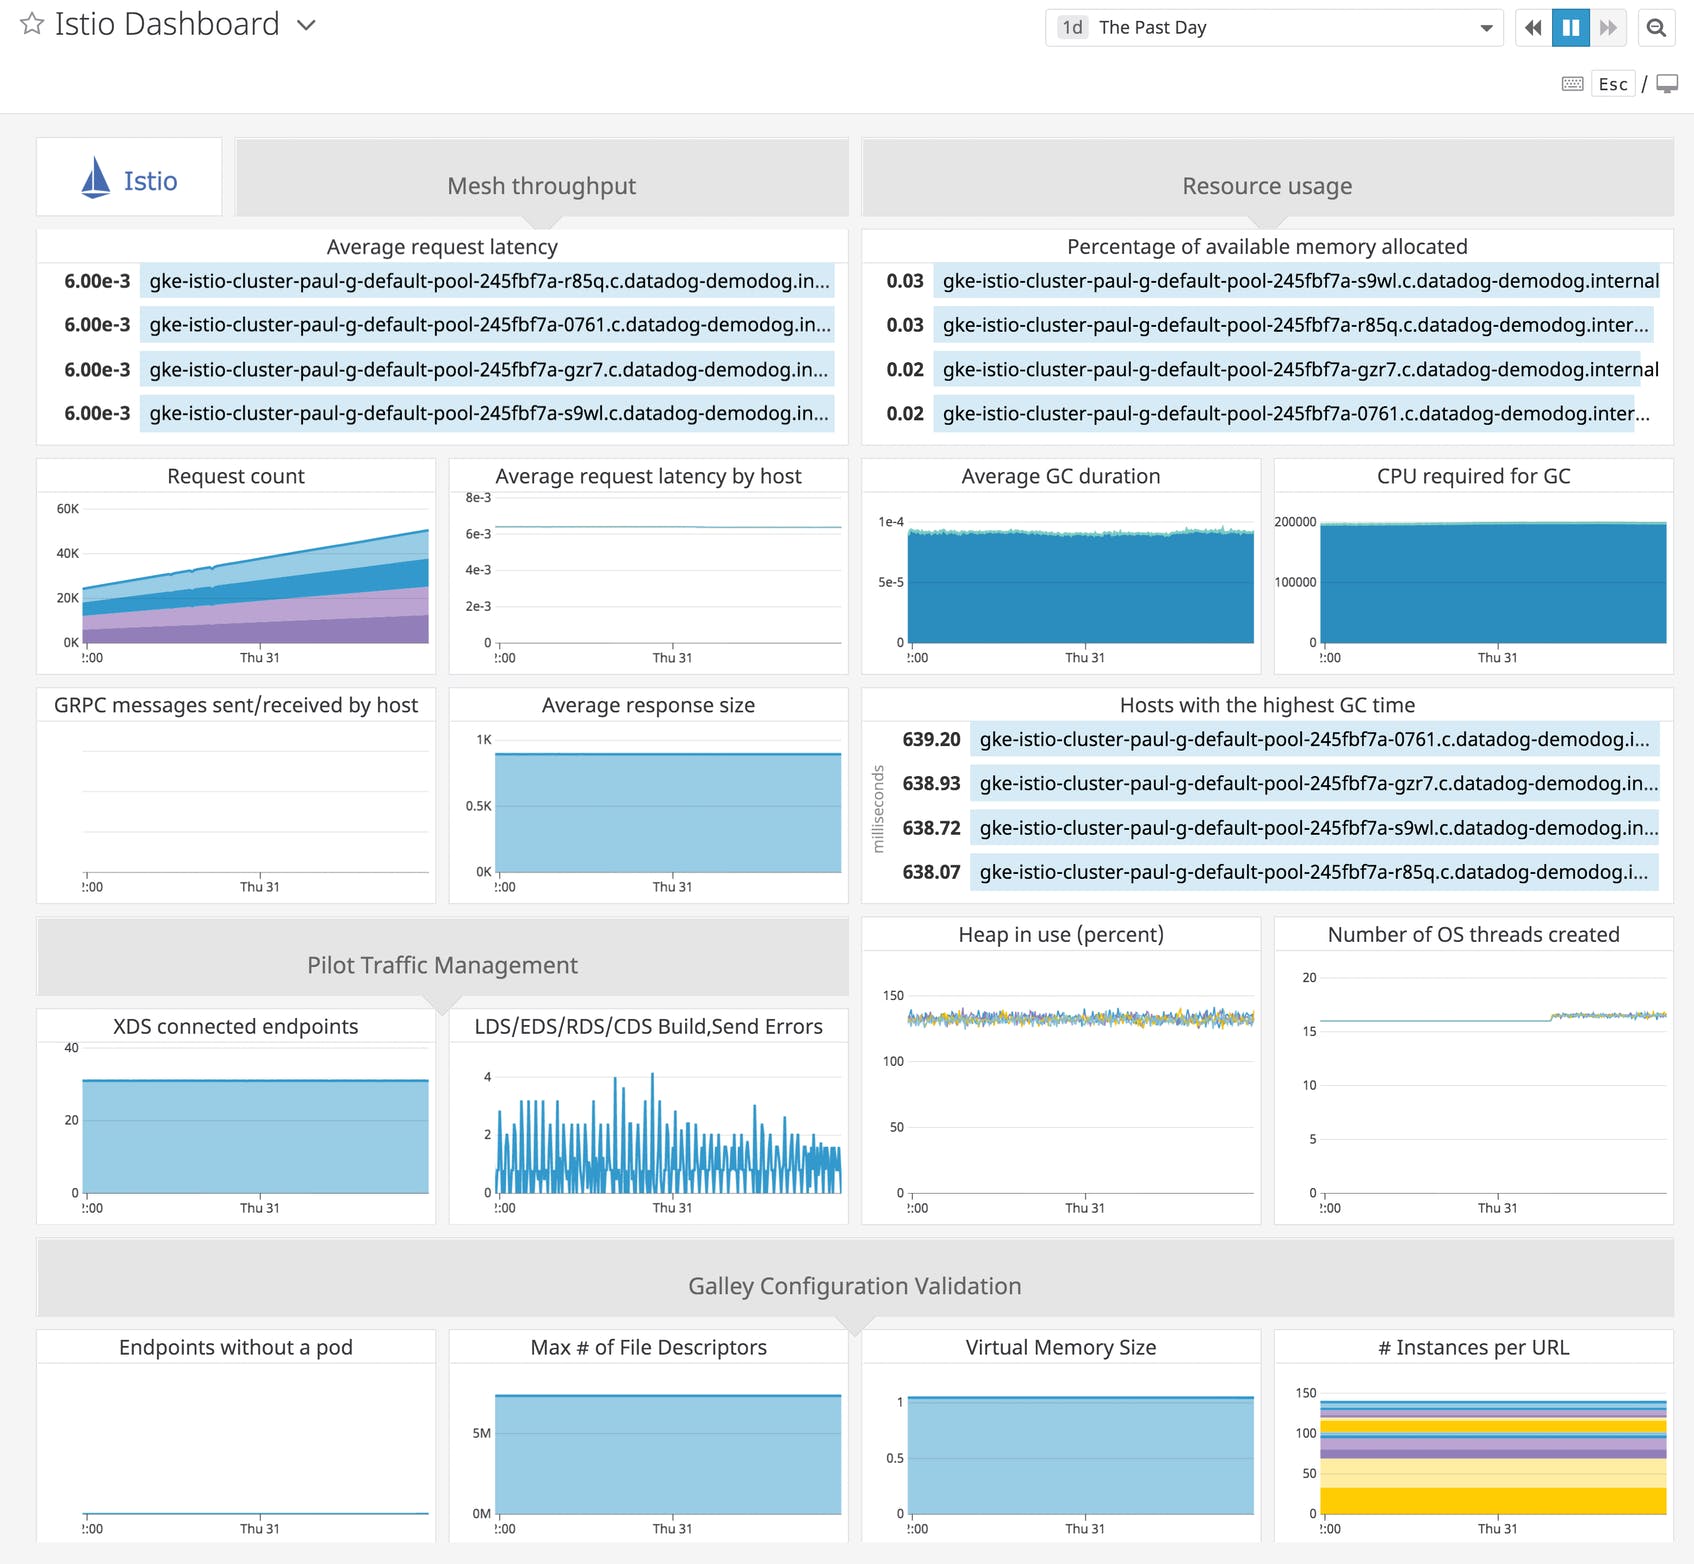 Istio Dashboard
1d The Past Day
Esc /
Istio
Mesh throughput
Resource usage
Average request latency
6.00e-3 gke-istio-cluster-paul-g-default-pool-245fbf7a-r85q.c.datadog-demodog.in...
6.00e-3 gke-istio-cluster-paul-g-default-pool-245fbf7a-0761.c.datadog-demodog.in...
6.00e-3 gke-istio-cluster-paul-g-default-pool-245fbf7a-gzr7.c.datadog-demodog.in...
6.00e-3 gke-istio-cluster-paul-g-default-pool-245fbf7a-s9wl.c.datadog-demodog.in...
Percentage of available memory allocated
0.03 gke-istio-cluster-paul-g-default-pool-245fbf7a-s9wl.c.datadog-demodog.internal
0.03 gke-istio-cluster-paul-g-default-pool-245fbf7a-r85q.c.datadog-demodog.inter...
0.02 gke-istio-cluster-paul-g-default-pool-245fbf7a-gzr7.c.datadog-demodog.internal
0.02 gke-istio-cluster-paul-g-default-pool-245fbf7a-0761.c.datadog-demodog.inter...
Request count
60K
40K
20K
0K
:00 Thu 31
Average request latency by host
8e-3
6e-3
4e-3
2e-3
0
:00 Thu 31
Average GC duration
1e-4
5e-5
0
:00 Thu 31
CPU required for GC
200000
100000
0
:00 Thu 31
GRPC messages sent/received by host
:00 Thu 31
Average response size
1K
0.5K
0K
:00 Thu 31
Hosts with the highest GC time
milliseconds
639.20 gke-istio-cluster-paul-g-default-pool-245fbf7a-0761.c.datadog-demodog.i...
638.93 gke-istio-cluster-paul-g-default-pool-245fbf7a-gzr7.c.datadog-demodog.in...
638.72 gke-istio-cluster-paul-g-default-pool-245fbf7a-s9wl.c.datadog-demodog.in...
638.07 gke-istio-cluster-paul-g-default-pool-245fbf7a-r85q.c.datadog-demodog.i...
Pilot Traffic Management
XDS connected endpoints
40
20
0
:00 Thu 31
LDS/EDS/RDS/CDS Build,Send Errors
4
2
0
:00 Thu 31
Heap in use (percent)
150
100
50
0
:00 Thu 31
Number of OS threads created
20
15
10
5
0
:00 Thu 31
Galley Configuration Validation
Endpoints without a pod
:00 Thu 31
Max # of File Descriptors
5M
0M
:00 Thu 31
Virtual Memory Size
1
0.5
0
:00 Thu 31
# Instances per URL
150
100
50
0
:00 Thu 31